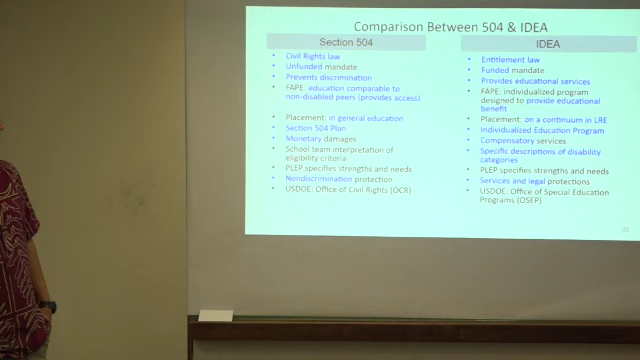 Comparison Between 504 & IDEA
Section 504
• Civil Rights law
• Unfunded mandate
• Prevents discrimination
• FAPE: education comparable to
non-disabled peers (provides access)
• Placement: in general education
• Section 504 Plan
• Monetary damages
• School team interpretation of
eligibility criteria
• PLEP specifies strengths and needs
• Nondiscrimination protection
• USDOE: Office of Civil Rights (OCR)
IDEA
• Entitlement law
• Funded mandate
• Provides educational services
• FAPE: individualized program
designed to provide educational
benefit
• Placement: on a continuum in LRE
• Individualized Education Program
• Compensatory services
• Specific descriptions of disability
categories
• PLEP specifies strengths and needs
• Services and legal protections
• USDOE: Office of Special Education
Programs (OSEP)